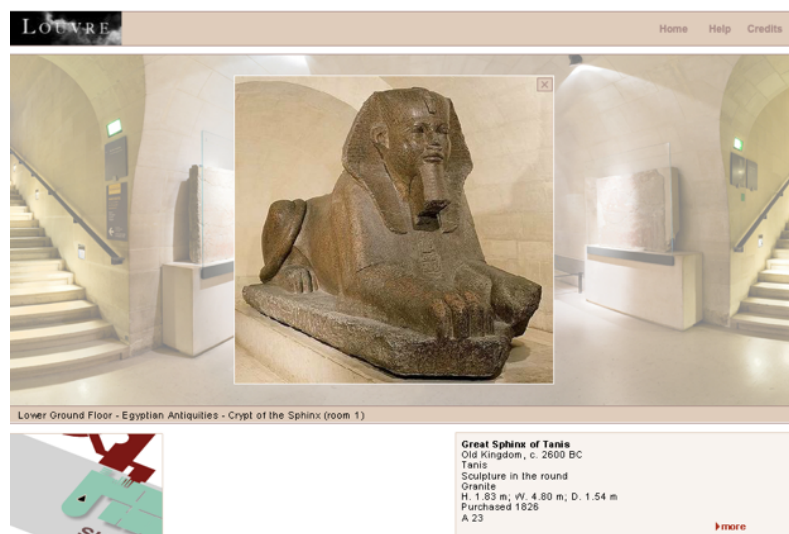 LOUVRE
Home Help Credits
Lower Ground Floor - Egyptian Antiquities - Crypt of the Sphinx (room 1)
Great Sphinx of Tanis
Old Kingdom, c. 2600 BC
Tanis
Sculpture in the round
Granite
H. 1.83 m; W. 4.80 m; D. 1.54 m
Purchased 1826
A 23
more